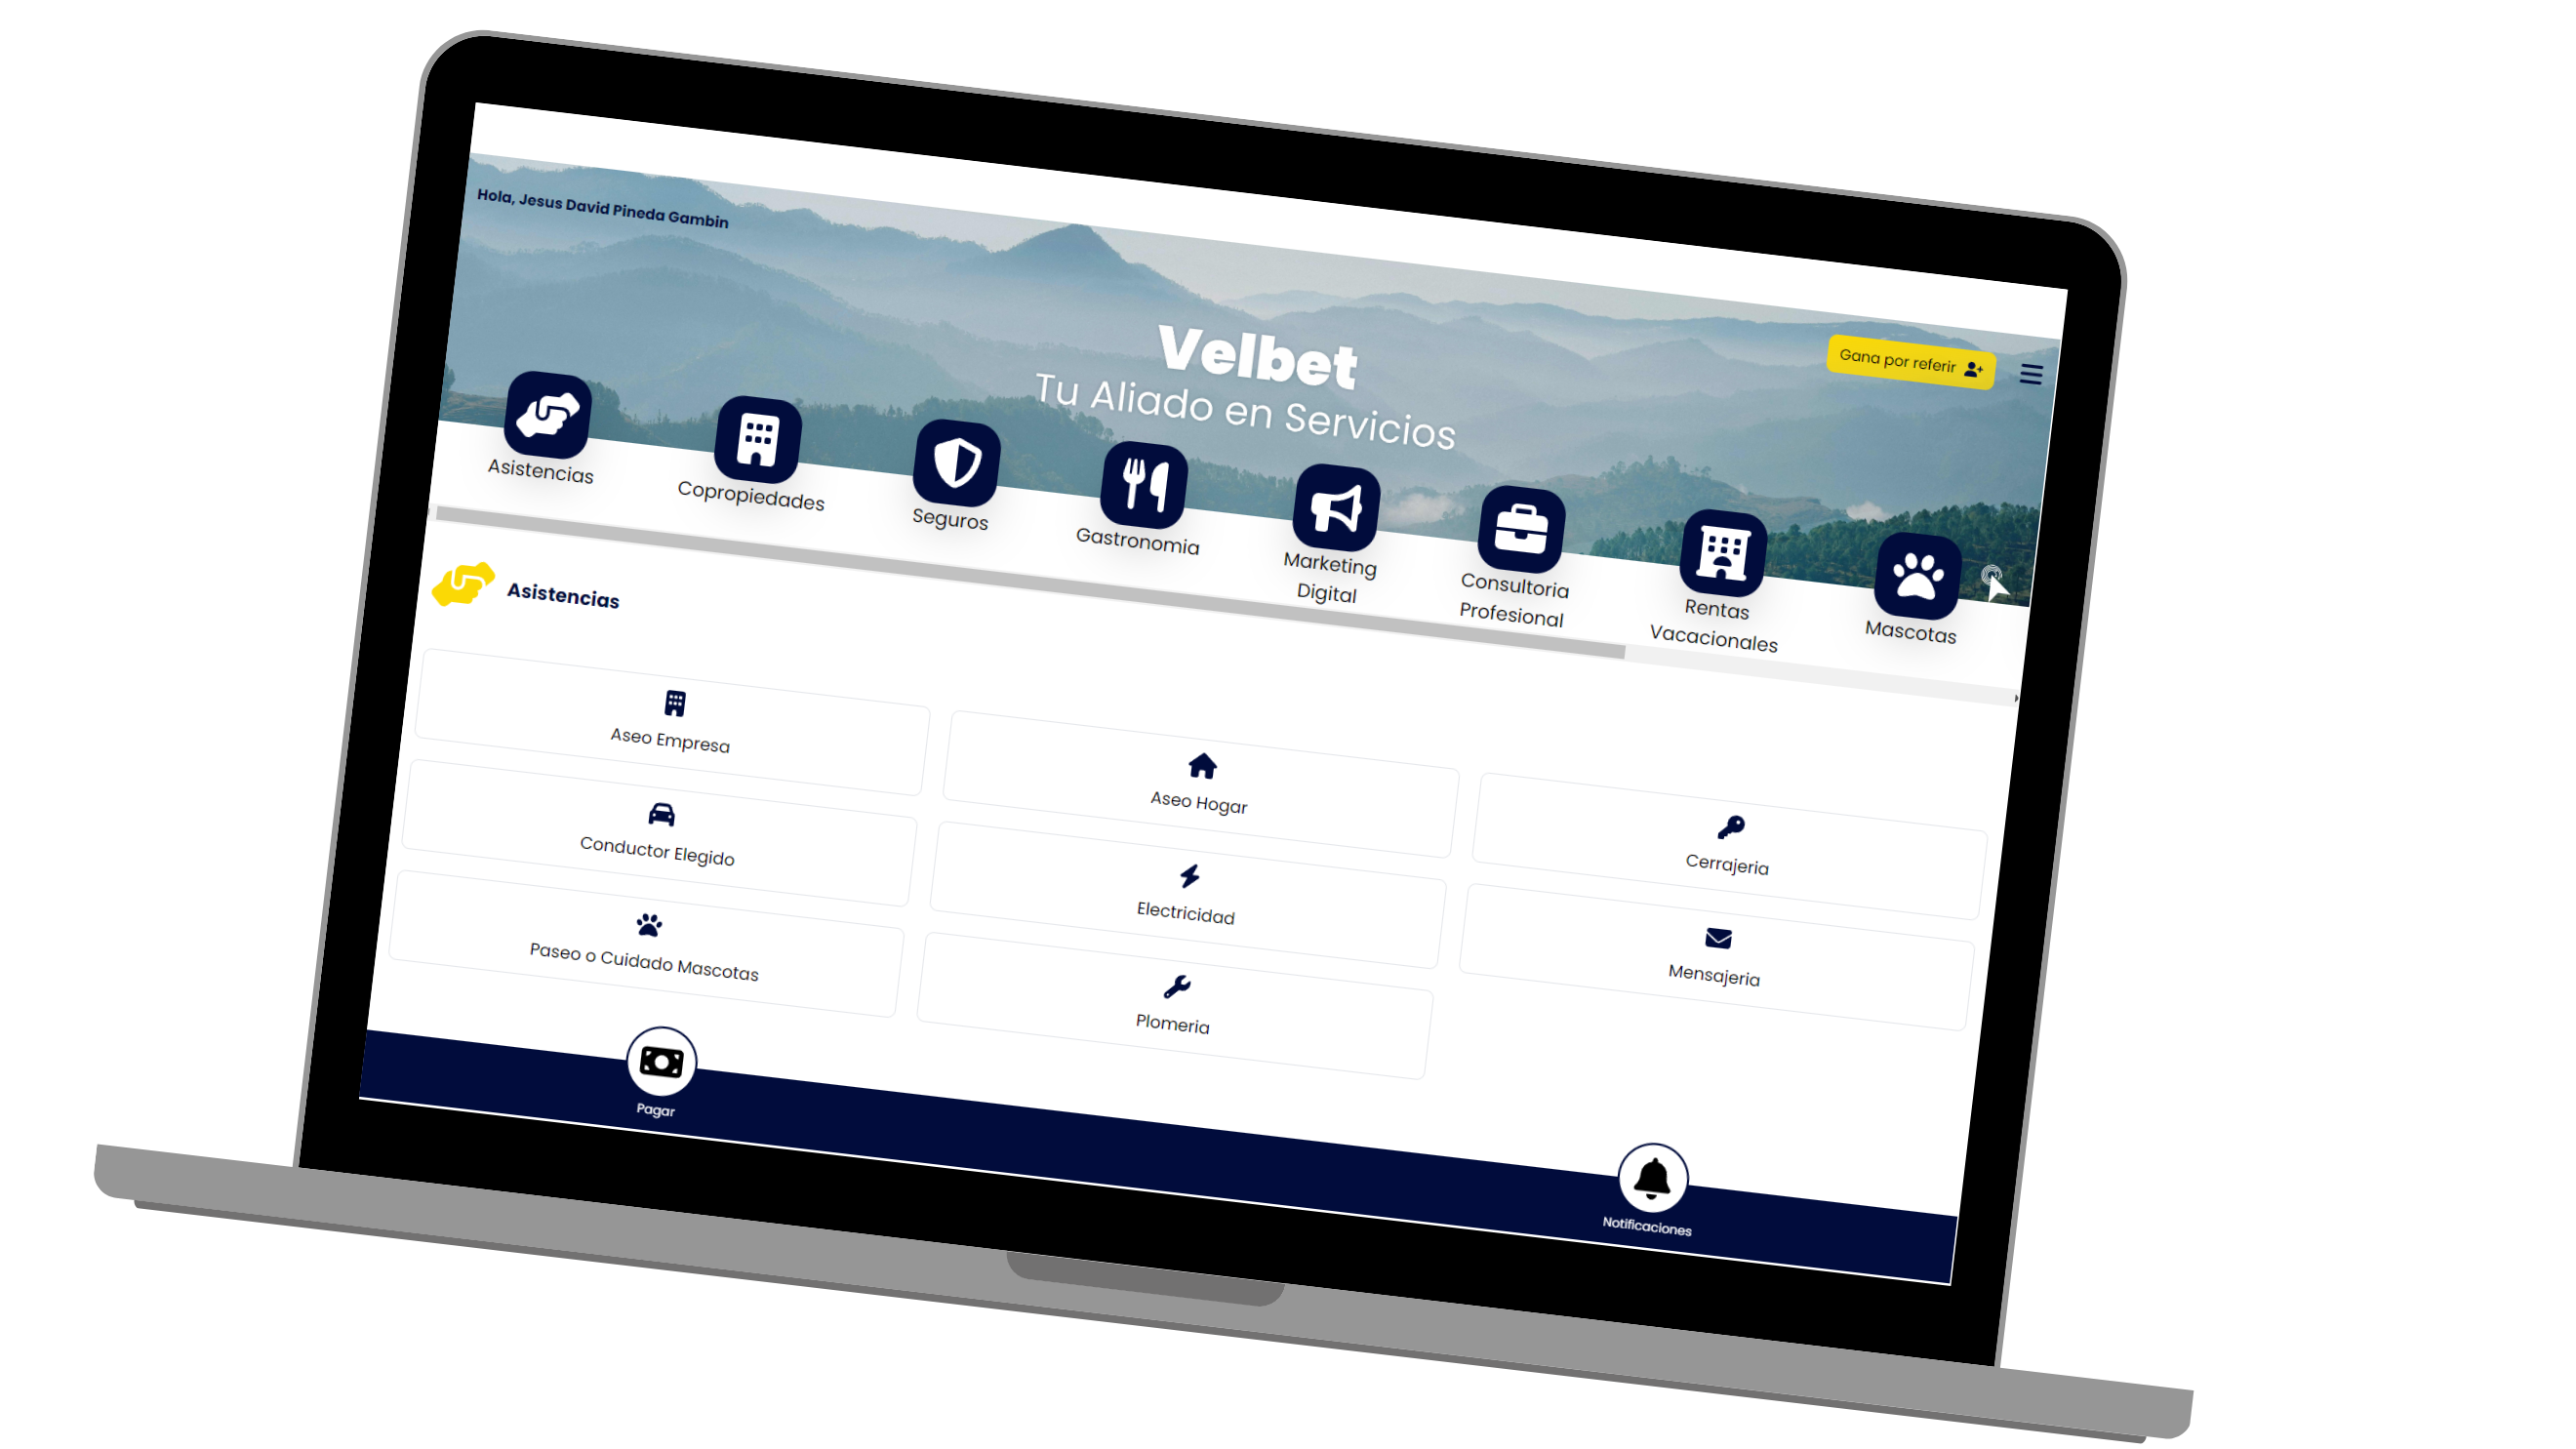 Hola, Jesus David Pineda Gambin
Velbet
Tu Aliado en Servicios
Gana por referir
Asistencias
Copropiedades
Seguros
Gastronomia
Marketing
Digital
Consultoria
Profesional
Rentas
Vacacionales
Mascotas
Asistencias
Aseo Empresa
Aseo Hogar
Cerrajeria
Conductor Elegido
Electricidad
Mensajeria
Paseo o Cuidado Mascotas
Plomeria
Pagar
Notificaciones